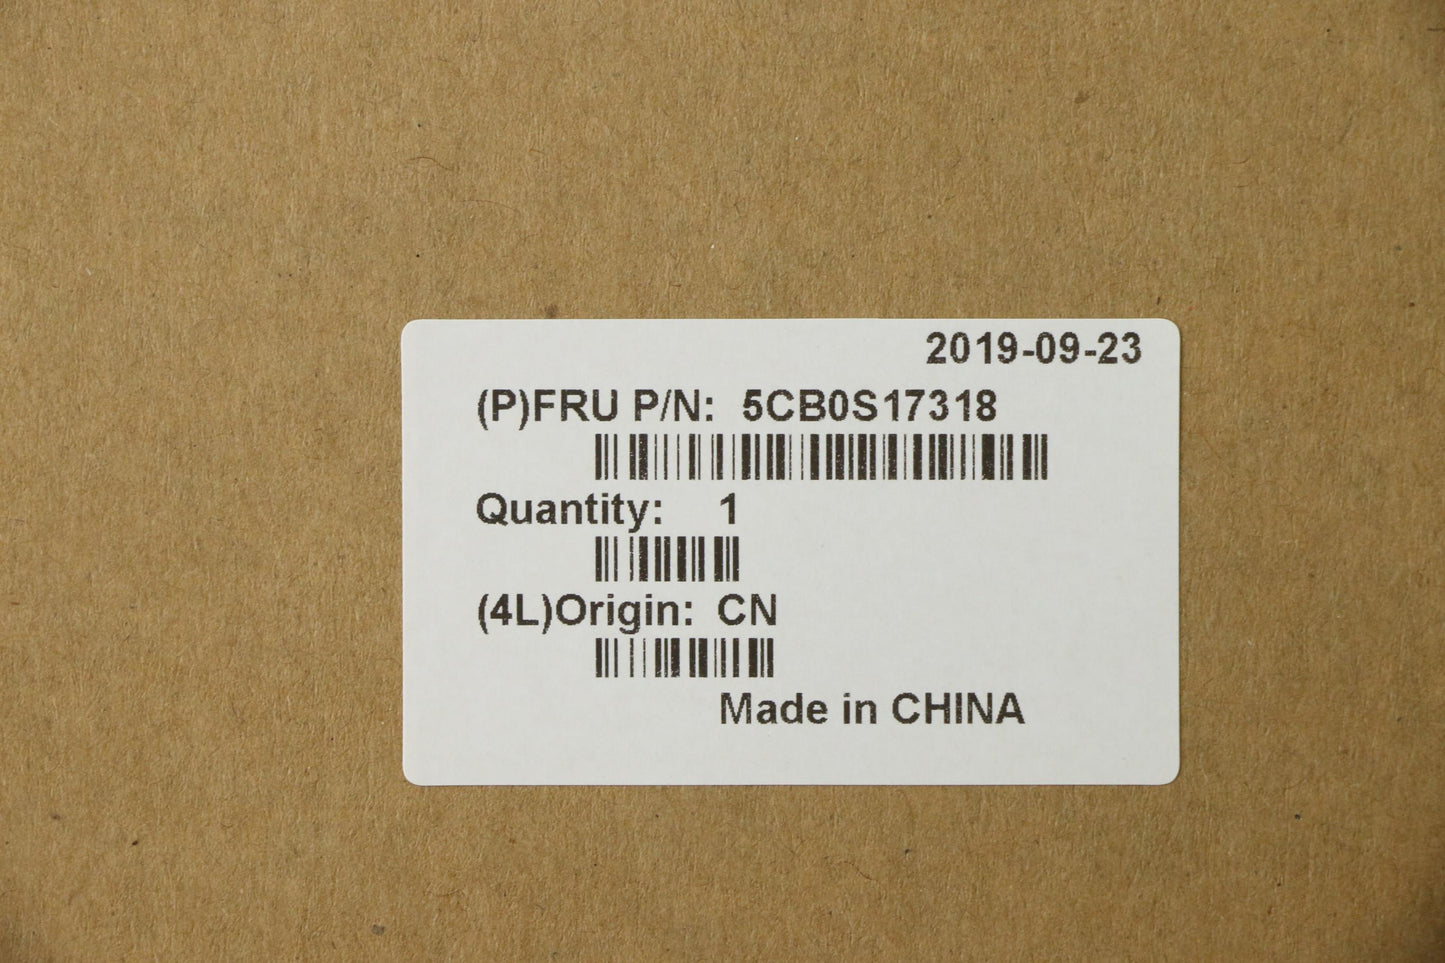 2019-09-23
(P)FRU P/N: 5CB0S17318
Quantity: 1
(4L)Origin: CN
Made in CHINA